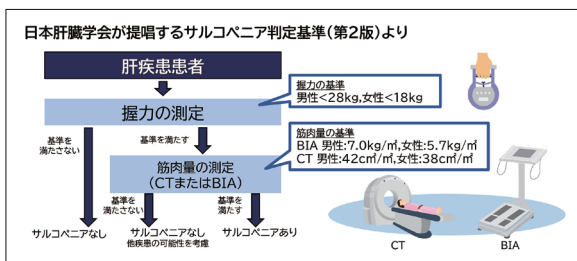 日本肝臓学会が提唱するサルコペニア判定基準(第2版)より
肝疾患患者
握力の基準
男性<28kg,女性<18kg
握力の測定
基準を
満たさない
基準を満たす
筋肉量の基準
BIA 男性:7.0kg/㎡,女性:5.7kg/㎡
CT 男性:42c㎡/㎡,女性:38c㎡/㎡
筋肉量の測定
(CTまたはBIA)
基準を
満たさない
基準を
満たす
サルコペニアなし
サルコペニアなし
他疾患の可能性を考慮
サルコペニアあり
CT
BIA